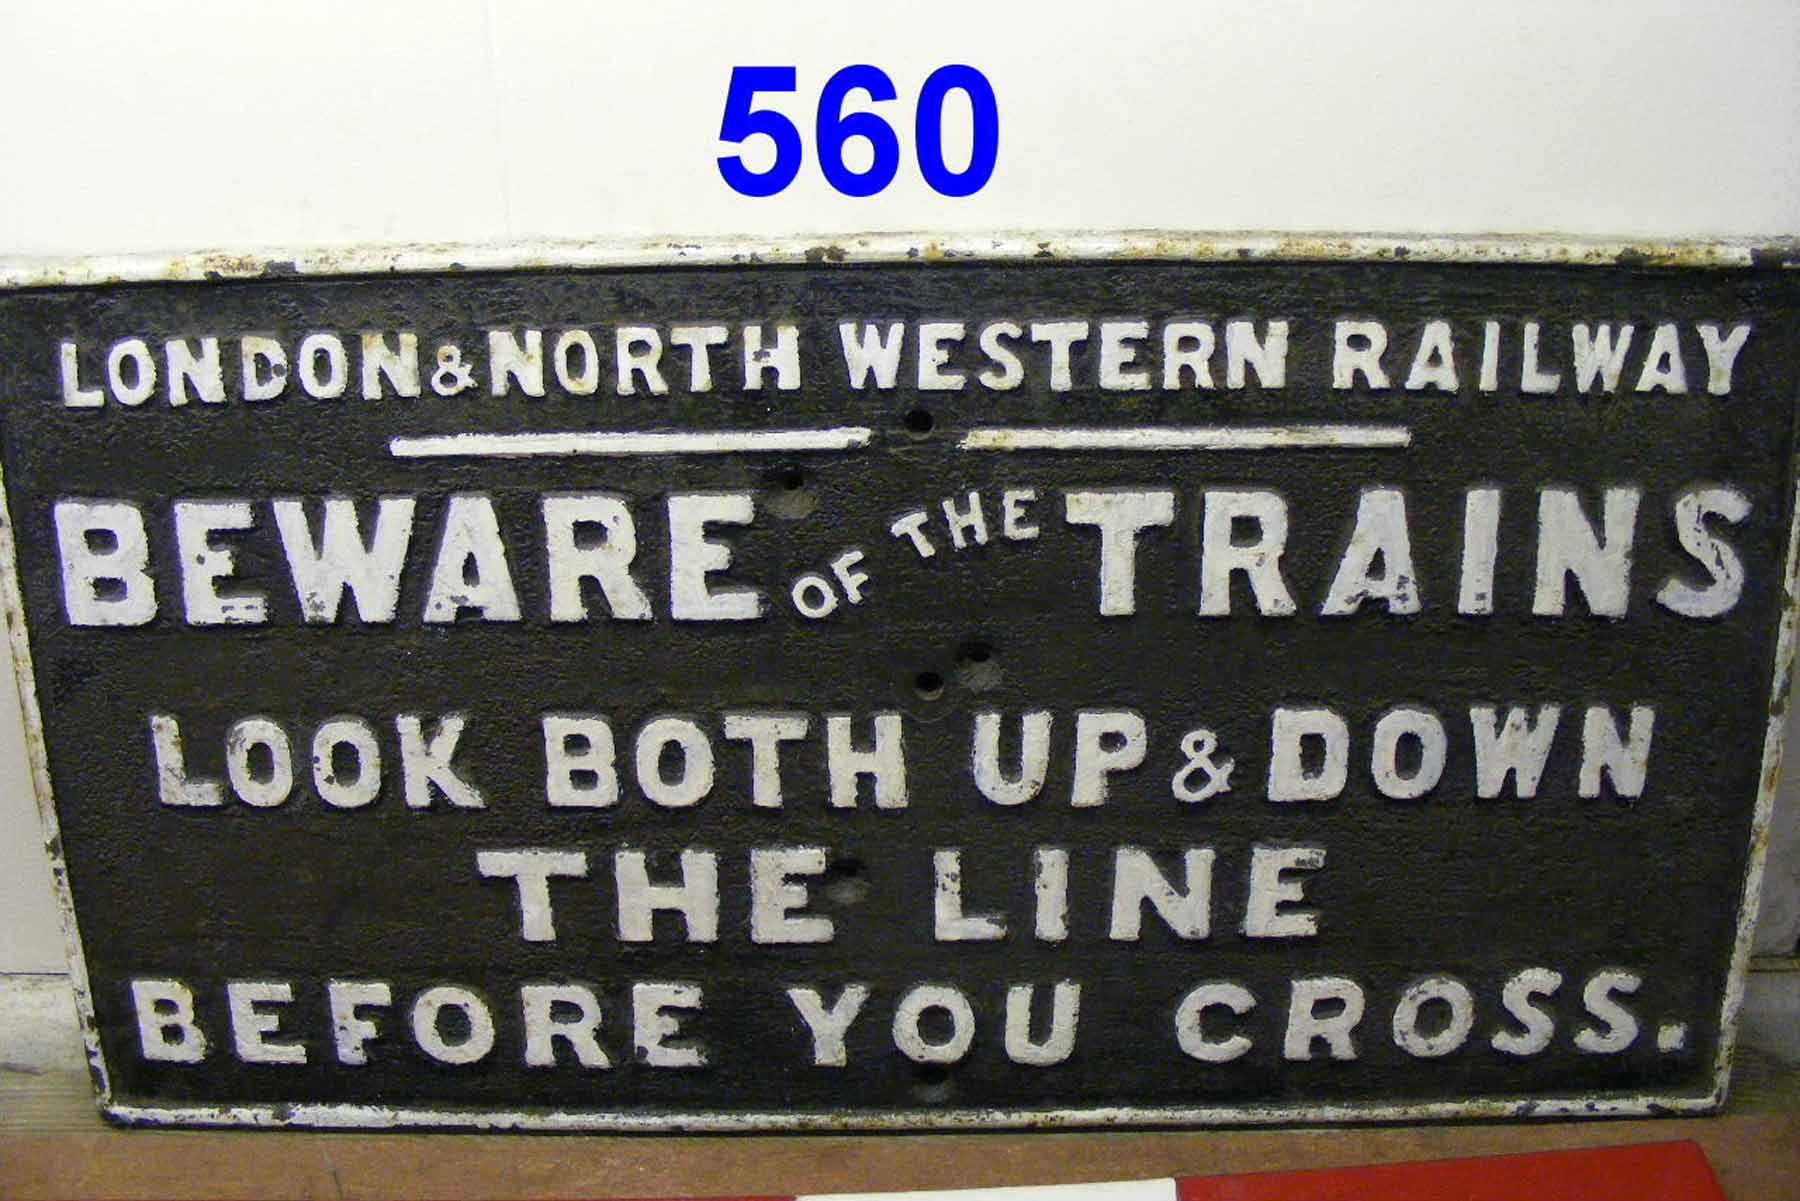 560
LONDON & NORTH WESTERN RAILWAY
BEWARE OF THE TRAINS
LOOK BOTH UP & DOWN
THE LINE
BEFORE YOU CROSS.